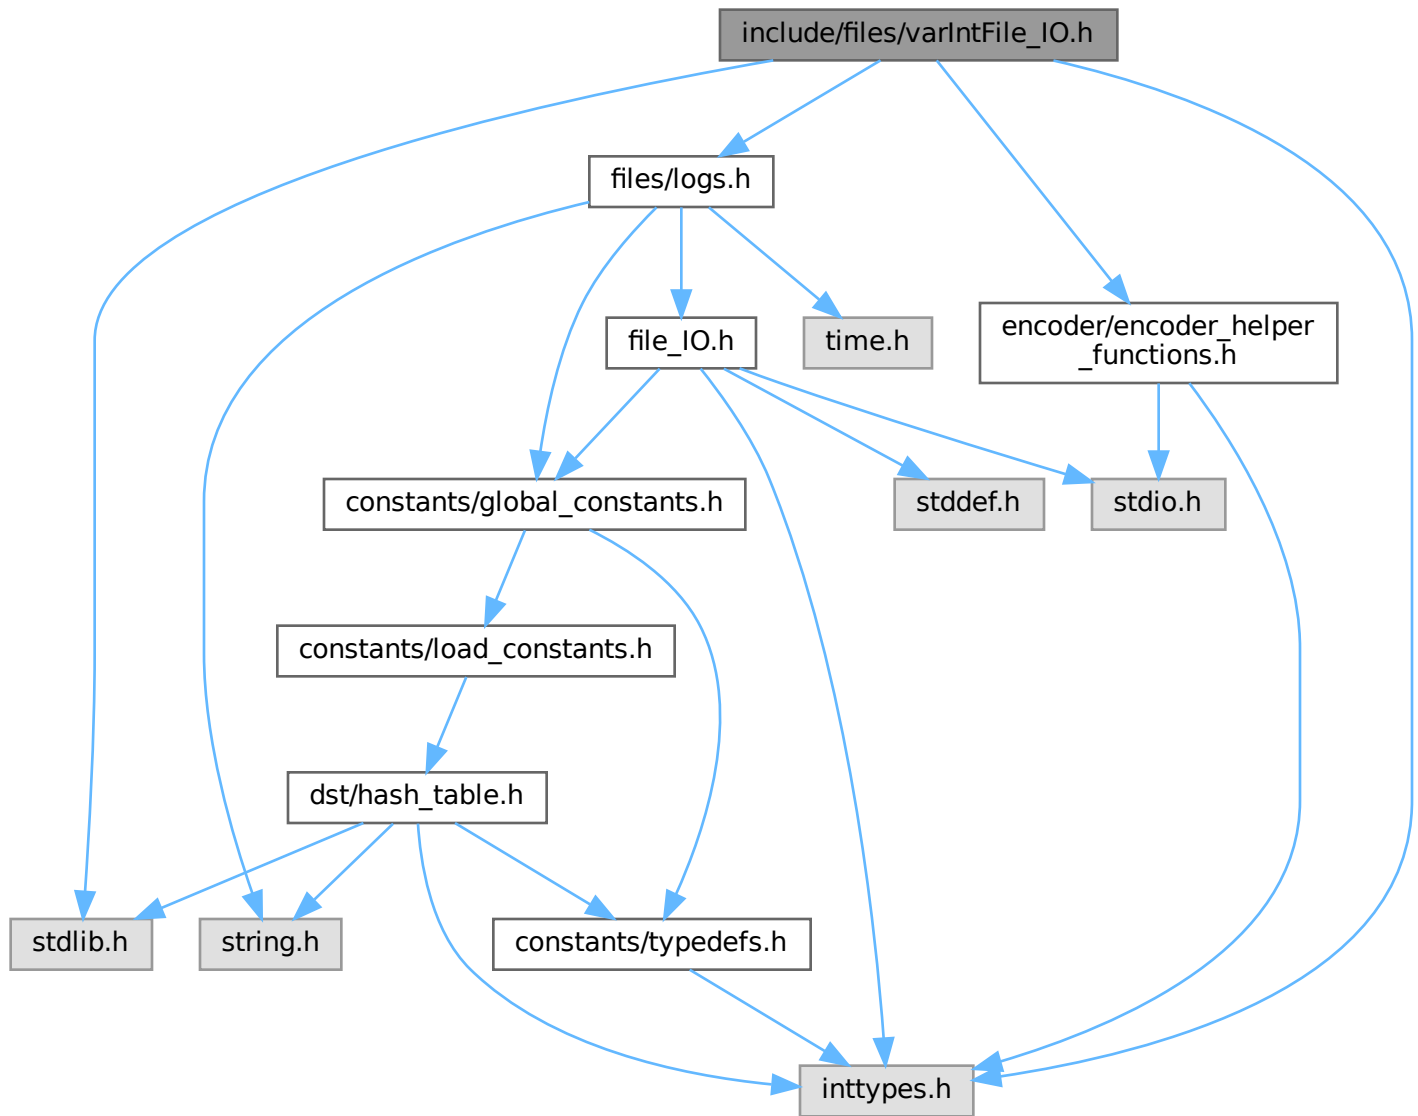 include/files/varIntFile_IO.h
files/logs.h
encoder/encoder_helper
_functions.h
file_IO.h
time.h
constants/global_constants.h
stddef.h
stdio.h
constants/load_constants.h
dst/hash_table.h
stdlib.h
string.h
constants/typedefs.h
inttypes.h